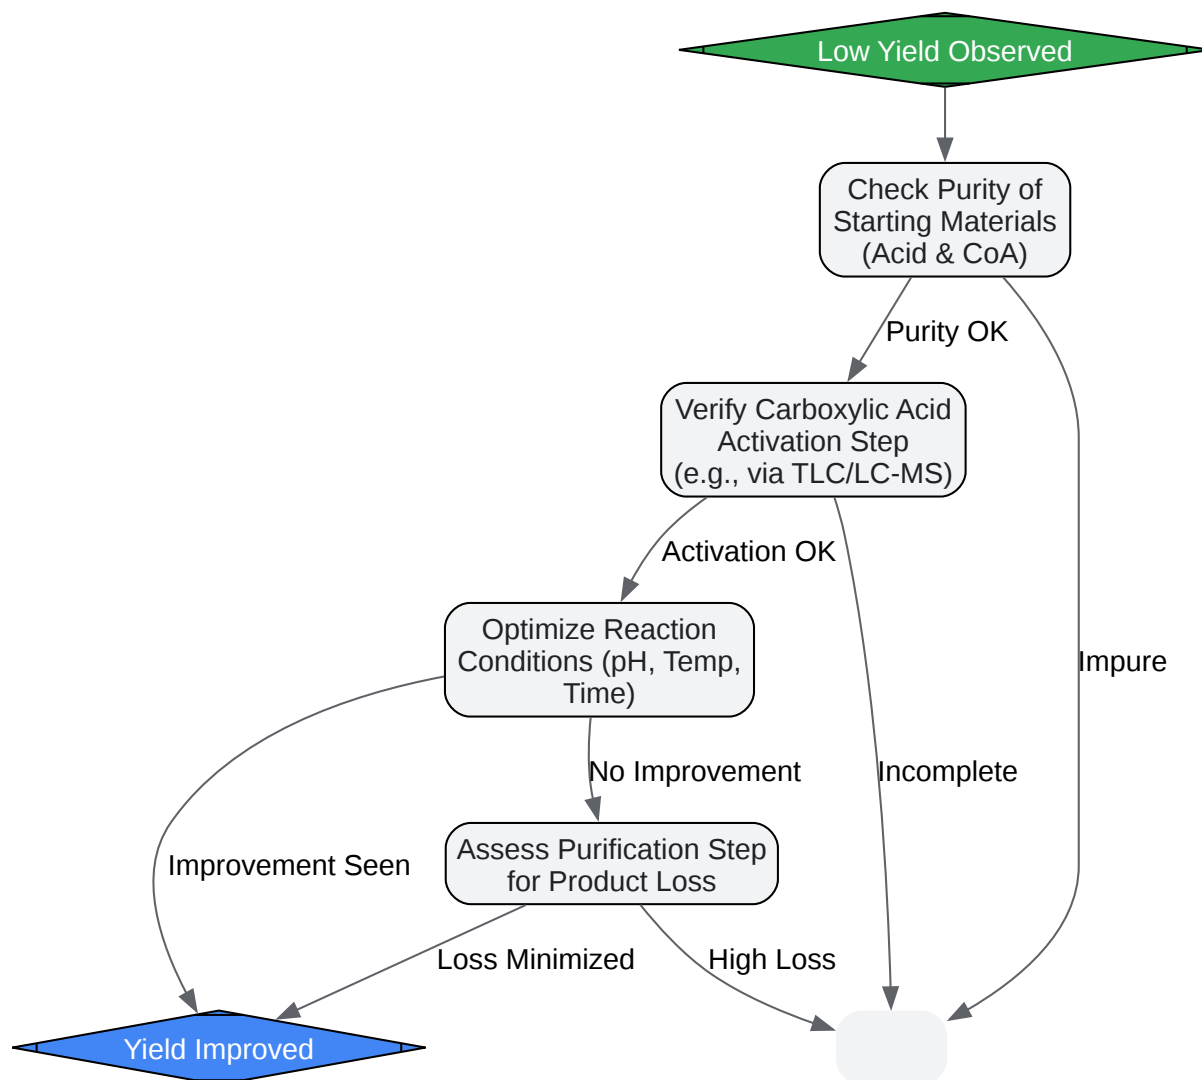 Low Yield Observed
Check Purity of
Starting Materials
(Acid & CoA)
Purity OK
Verify Carboxylic Acid
Activation Step
(e.g., via TLC/LC-MS)
Activation OK
Optimize Reaction
Conditions (pH, Temp,
Time)
Impure
No Improvement
Incomplete
Assess Purification Step
for Product Loss
Improvement Seen
Loss Minimized
High Loss
Yield Improved